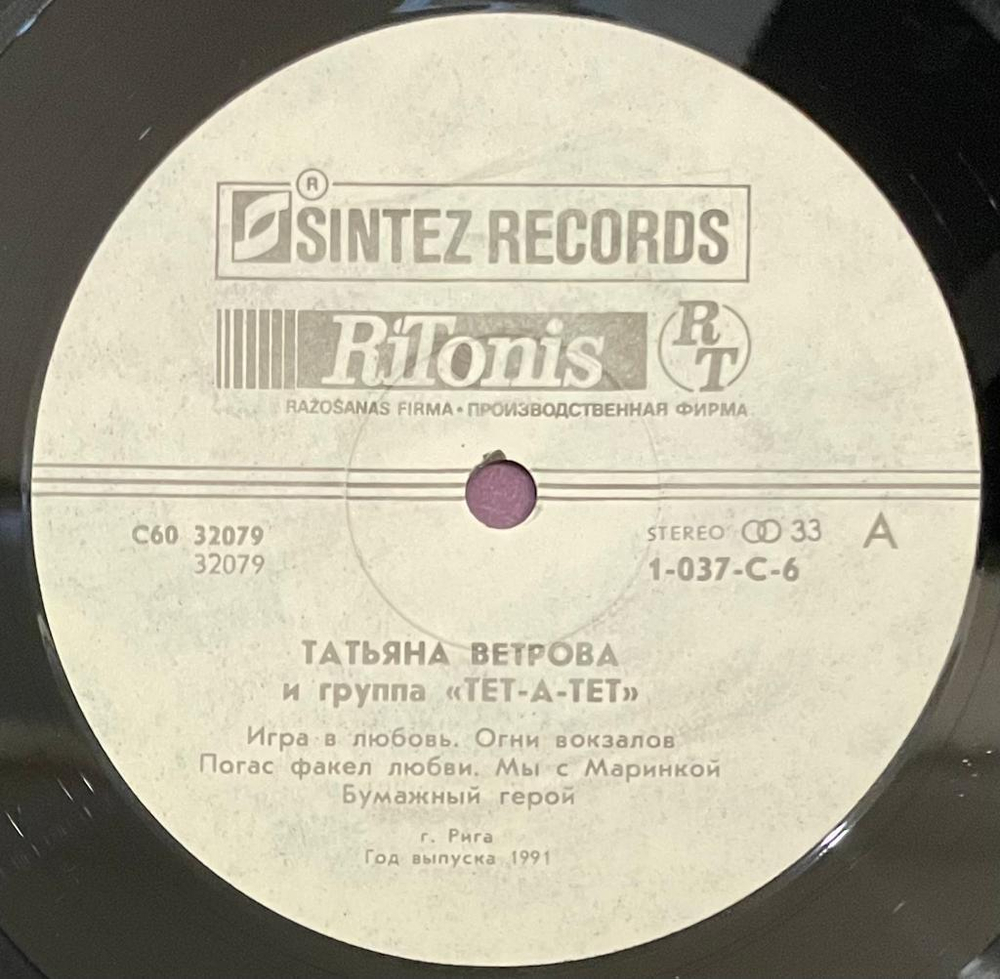 ®
SINTEZ RECORDS
RiTonis RT
RAŽOŠANAS FIRMA • ПРОИЗВОДСТВЕННАЯ ФИРМА
С60 32079 STEREO 33 A
32079 1-037-C-6
ТАТЬЯНА ВЕТРОВА
и группа «ТЕТ-А-ТЕТ»
Игра в любовь. Огни вокзалов
Погас факел любви. Мы с Маринкой
Бумажный герой
г. Рига
Год выпуска 1991